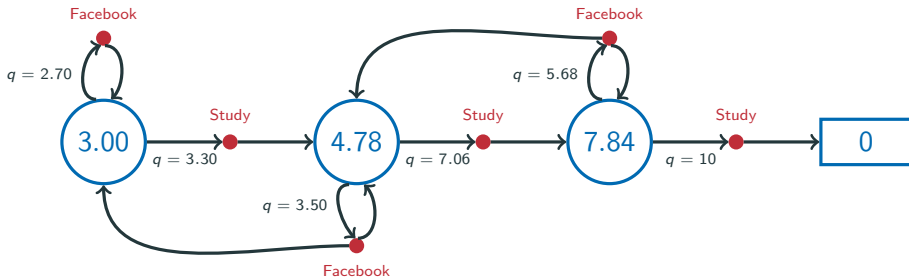 Facebook
Facebook
q = 2.70
q = 5.68
Study
Study
Study
3.00
4.78
7.84
0
q = 3.30
q = 7.06
q = 10
q = 3.50
Facebook